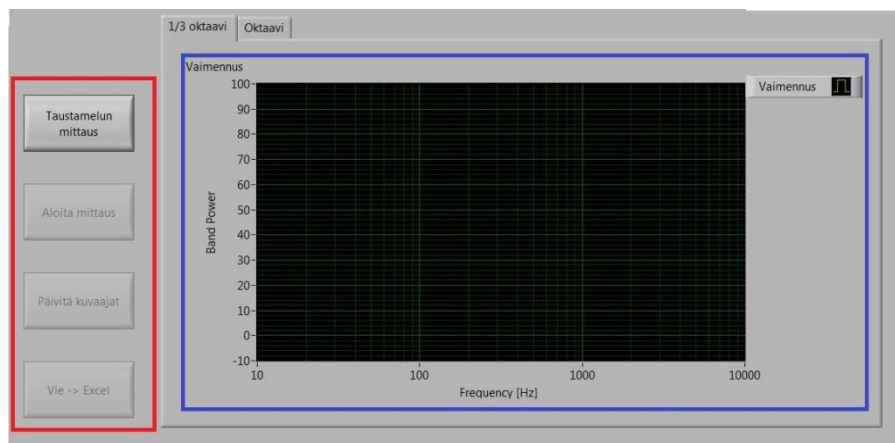 1/3 oktaavi
Oktaavi
Taustamelun
mittaus
Aloita mittaus
Päivitä kuvaajat
Vie -> Excel
Vaimennus
Vaimennus
Band Power
100
90
80
70
60
50
40
30
20
10
0
-10
10
100
1000
10000
Frequency [Hz]